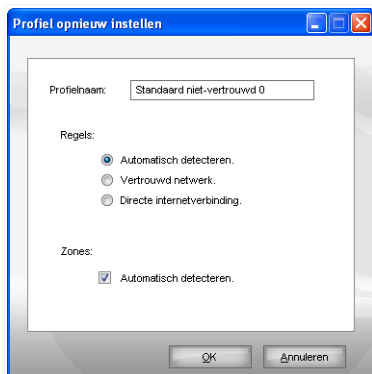 Profiel opnieuw instellen
Profielnaam: Standaard niet-vertrouwd 0
Regels:
Automatisch detecteren.
Vertrouwd netwerk.
Directe internetverbinding.
Zones:
Automatisch detecteren.
OK Annuleren